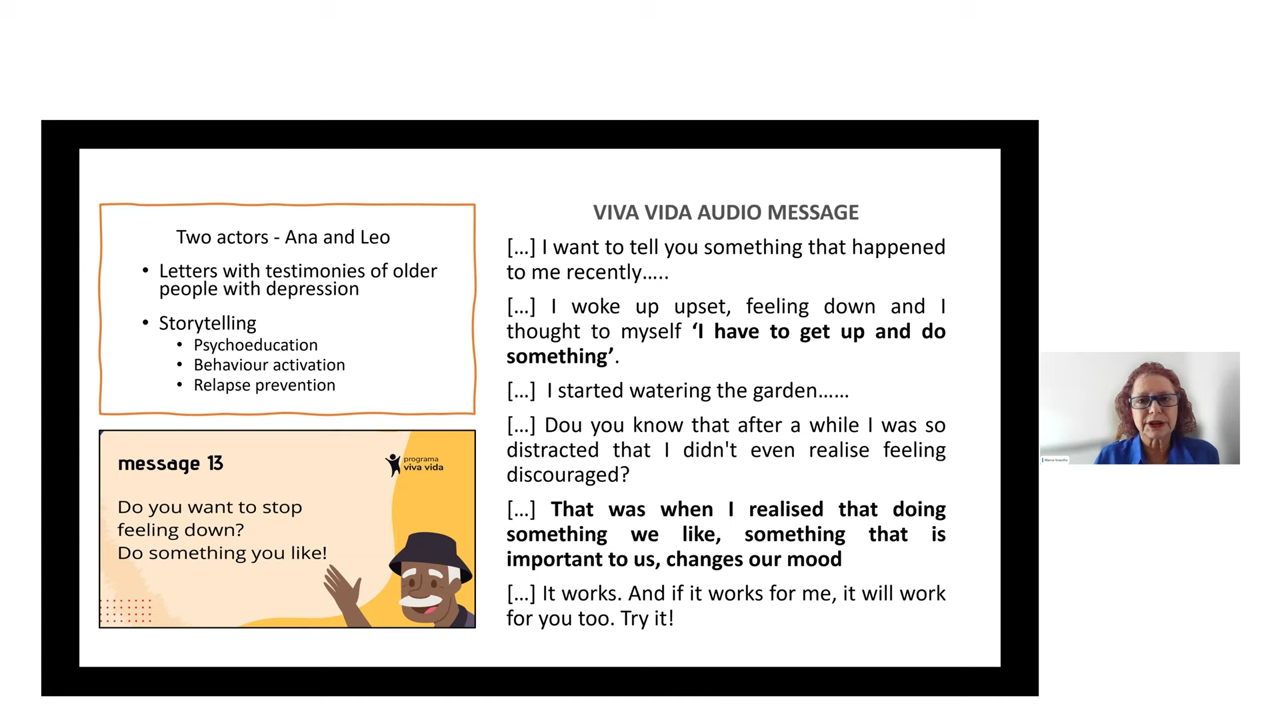 Two actors - Ana and Leo
• Letters with testimonies of older
people with depression
• Storytelling
• Psychoeducation
• Behaviour activation
• Relapse prevention
message 13
programa
viva vida
Do you want to stop
feeling down?
Do something you like!
VIVA VIDA AUDIO MESSAGE
[...] I want to tell you something that happened
to me recently.....
[...] I woke up upset, feeling down and I
thought to myself ‘I have to get up and do
something’.
[...] I started watering the garden......
[...] Dou you know that after a while I was so
distracted that I didn't even realise feeling
discouraged?
[...] That was when I realised that doing
something we like, something that is
important to us, changes our mood
[...] It works. And if it works for me, it will work
for you too. Try it!